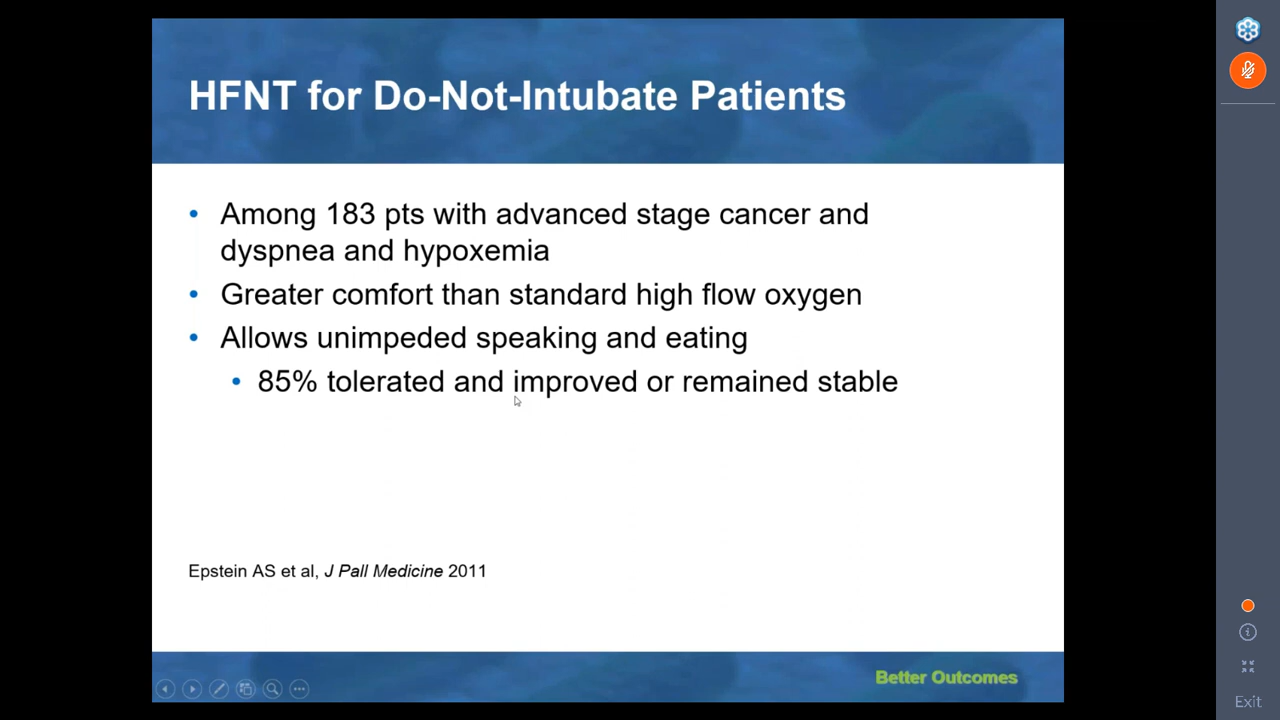 HFNT for Do-Not-Intubate Patients
• Among 183 pts with advanced stage cancer and
dyspnea and hypoxemia
• Greater comfort than standard high flow oxygen
• Allows unimpeded speaking and eating
• 85% tolerated and improved or remained stable
Epstein AS et al, J Pall Medicine 2011
Better Outcomes
Exit